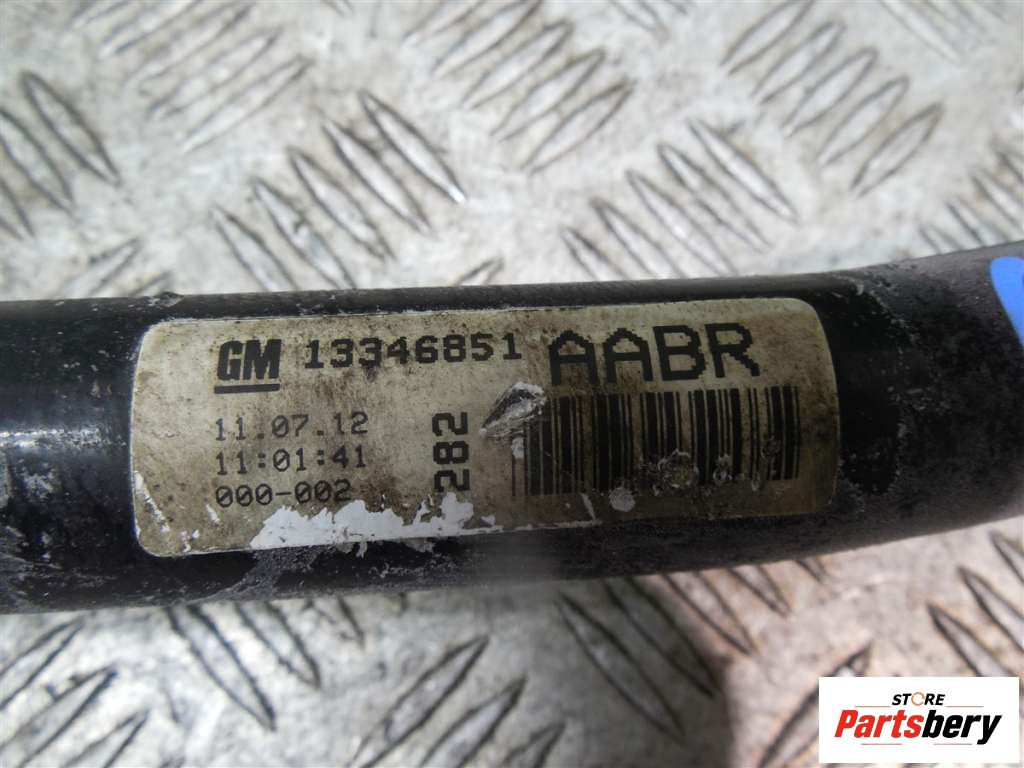 GM 13346851 AABR
11.07.12
11:01:41
000-002
282
STORE
Partsbery